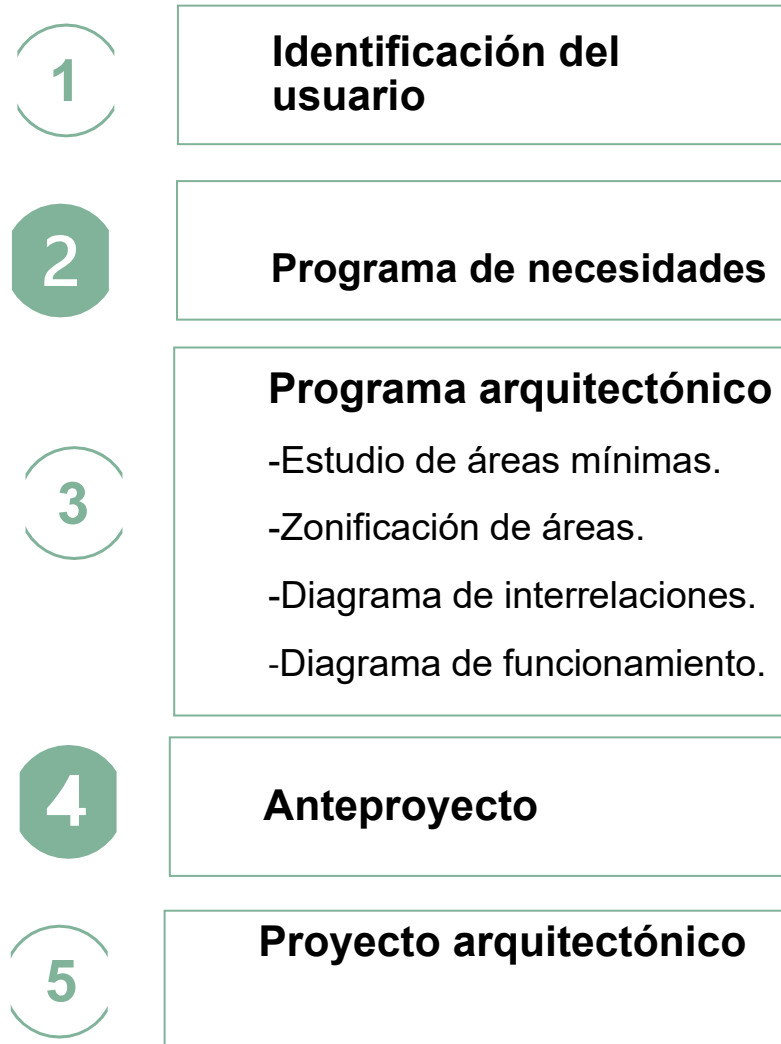 1
Identificación del
usuario
2
Programa de necesidades
Programa arquitectónico
-Estudio de áreas mínimas.
3
-Zonificación de áreas.
-Diagrama de interrelaciones.
-Diagrama de funcionamiento.
4
Anteproyecto
Proyecto arquitectónico
5